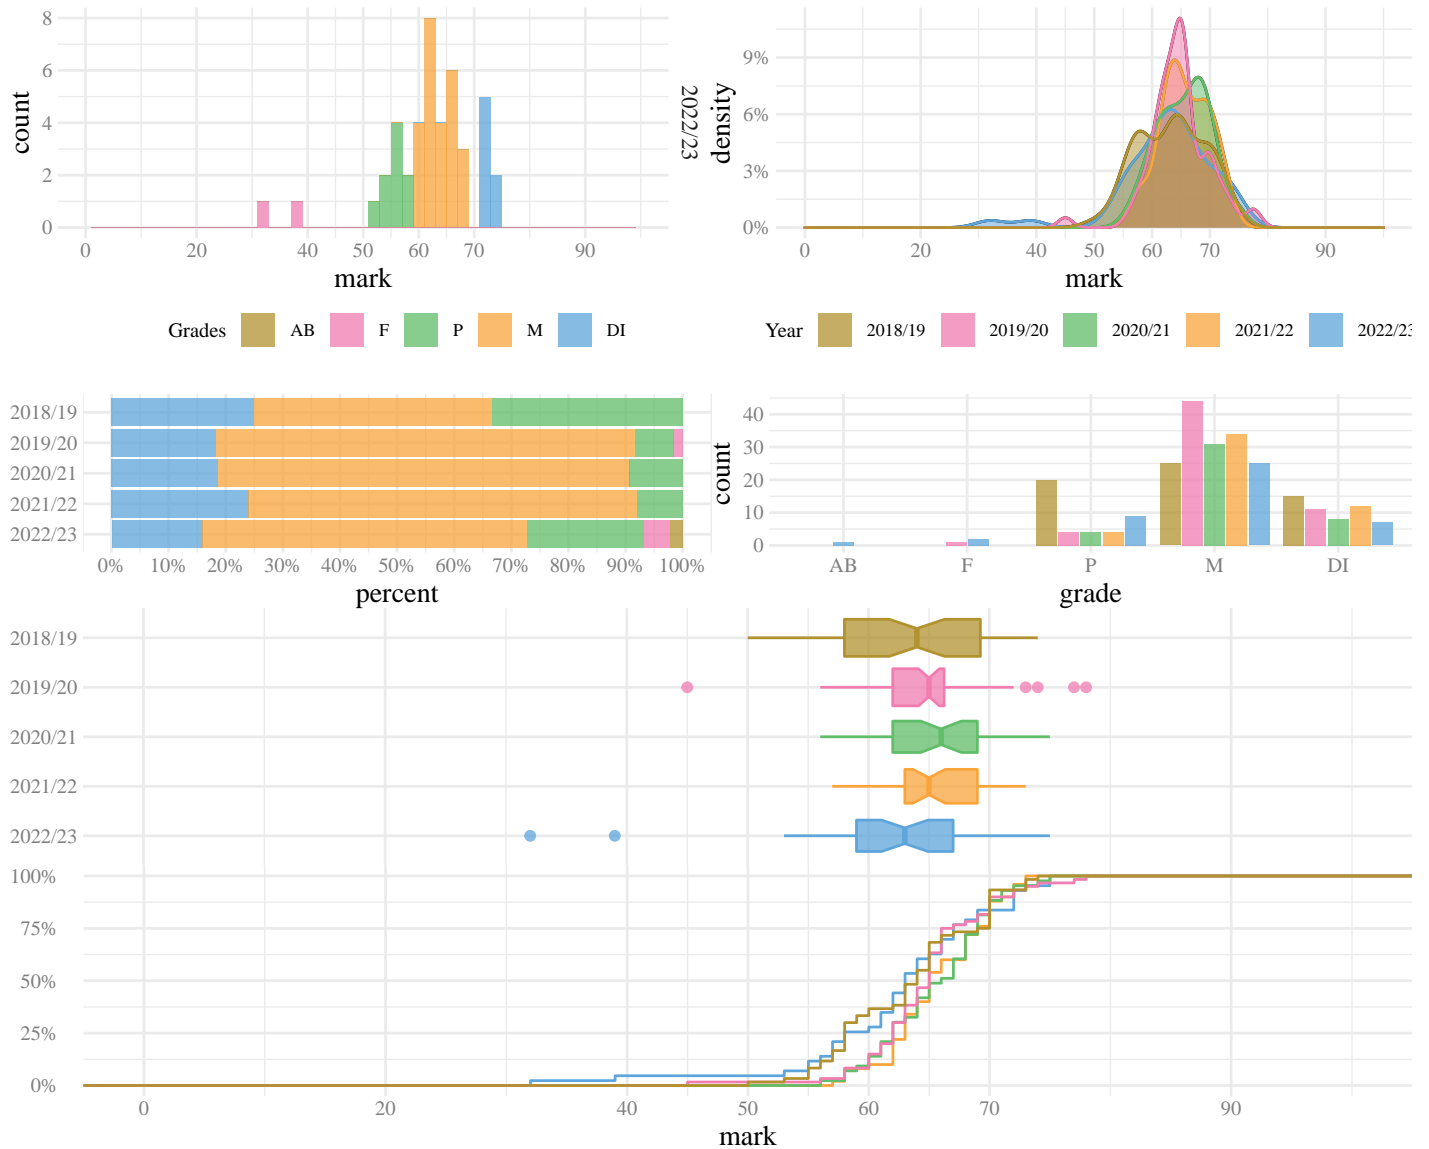 8
6
4
2
0
count
0 20 40 50 60 70 90
mark
2022/23
Grades AB F P M DI
9%
6%
3%
0%
density
0 20 40 50 60 70 90
mark
Year 2018/19 2019/20 2020/21 2021/22 2022/23
2018/19
2019/20
2020/21
2021/22
2022/23
0% 10% 20% 30% 40% 50% 60% 70% 80% 90% 100%
percent
40
30
20
10
0
count
AB F P M DI
grade
2018/19
2019/20
2020/21
2021/22
2022/23
100%
75%
50%
25%
0%
0 20 40 50 60 70 90
mark